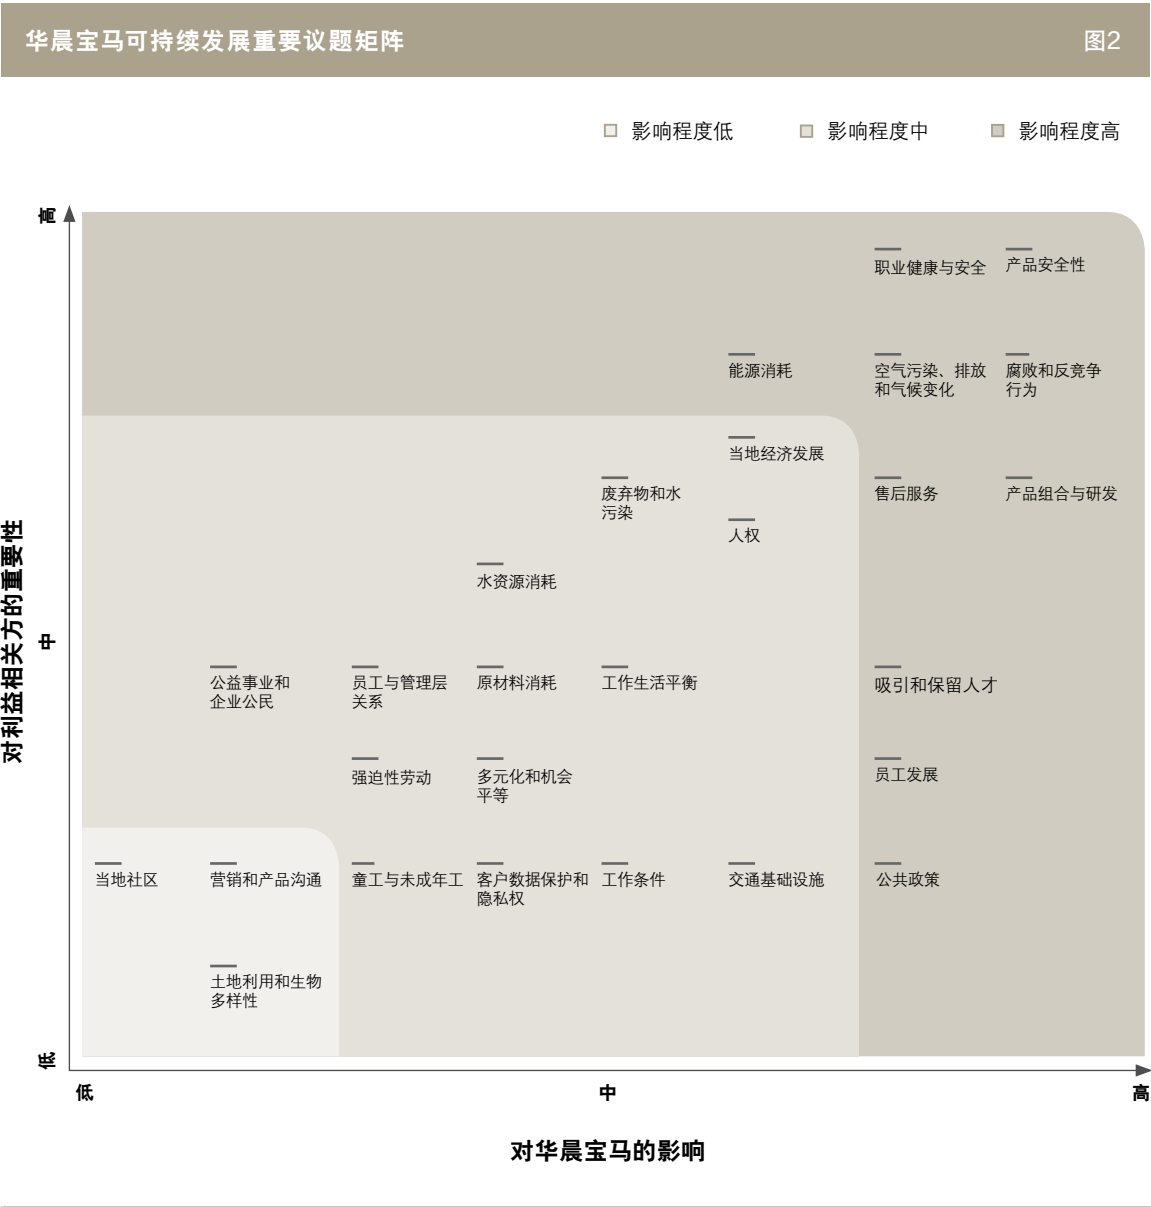 华晨宝马可持续发展重要议题矩阵
图2
影响程度低
影响程度中
影响程度高
高
职业健康与安全
产品安全性
能源消耗
空气污染、排放
和气候变化
腐败和反竞争
行为
当地经济发展
废弃物和水
污染
售后服务
产品组合与研发
人权
水资源消耗
对利益相关方的重要性
中
公益事业和
企业公民
员工与管理层
关系
原材料消耗
工作生活平衡
吸引和保留人才
强迫性劳动
多元化和机会
平等
员工发展
当地社区
营销和产品沟通
童工与未成年工
客户数据保护和
隐私权
工作条件
交通基础设施
公共政策
土地利用和生物
多样性
低
低
中
高
对华晨宝马的影响